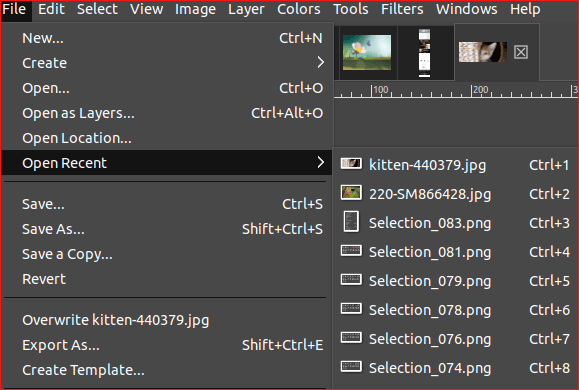 File Edit Select View Image Layer Colors Tools Filters Windows Help
New... Ctrl+N
Create
Open... Ctrl+O
Open as Layers... Ctrl+Alt+O
Open Location...
Open Recent
Save... Ctrl+S
Save As... Shift+Ctrl+S
Save a Copy...
Revert
Overwrite kitten-440379.jpg
Export As... Shift+Ctrl+E
Create Template...
100 200 3
kitten-440379.jpg Ctrl+1
220-SM866428.jpg Ctrl+2
Selection_083.png Ctrl+3
Selection_081.png Ctrl+4
Selection_079.png Ctrl+5
Selection_078.png Ctrl+6
Selection_076.png Ctrl+7
Selection_074.png Ctrl+8